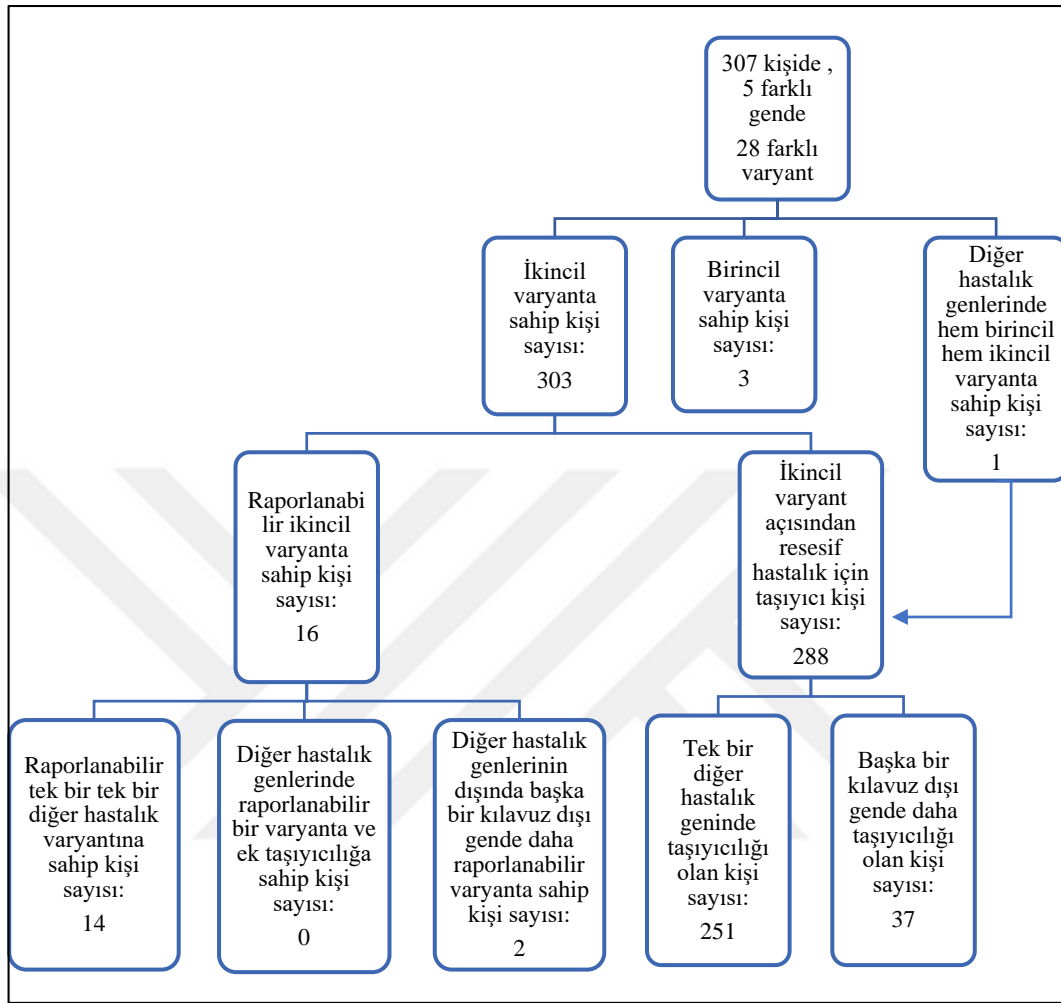 307 kişide ,
5 farklı
gende
28 farklı
varyant
İkincil
varyanta
sahip kişi
sayısı:
303
Birincil
varyanta
sahip kişi
sayısı:
3
Diğer
hastalık
genlerinde
hem birincil
hem ikincil
varyanta
sahip kişi
sayısı:
1
Raporlanabi
lir ikincil
varyanta
sahip kişi
sayısı:
16
İkincil
varyant
açısından
resesif
hastalık için
taşıyıcı kişi
sayısı:
288
Raporlanabilir
tek bir tek bir
diğer hastalık
varyantına
sahip kişi
sayısı:
14
Diğer hastalık
genlerinde
raporlanabilir
bir varyanta ve
ek taşıyıcılığa
sahip kişi
sayısı:
0
Diğer hastalık
genlerinin
dışında başka
bir kılavuz dışı
gende daha
raporlanabilir
varyanta sahip
kişi sayısı:
2
Tek bir
diğer
hastalık
geninde
taşıyıcılığı
olan kişi
sayısı:
251
Başka bir
kılavuz dışı
gende daha
taşıyıcılığı
olan kişi
sayısı:
37